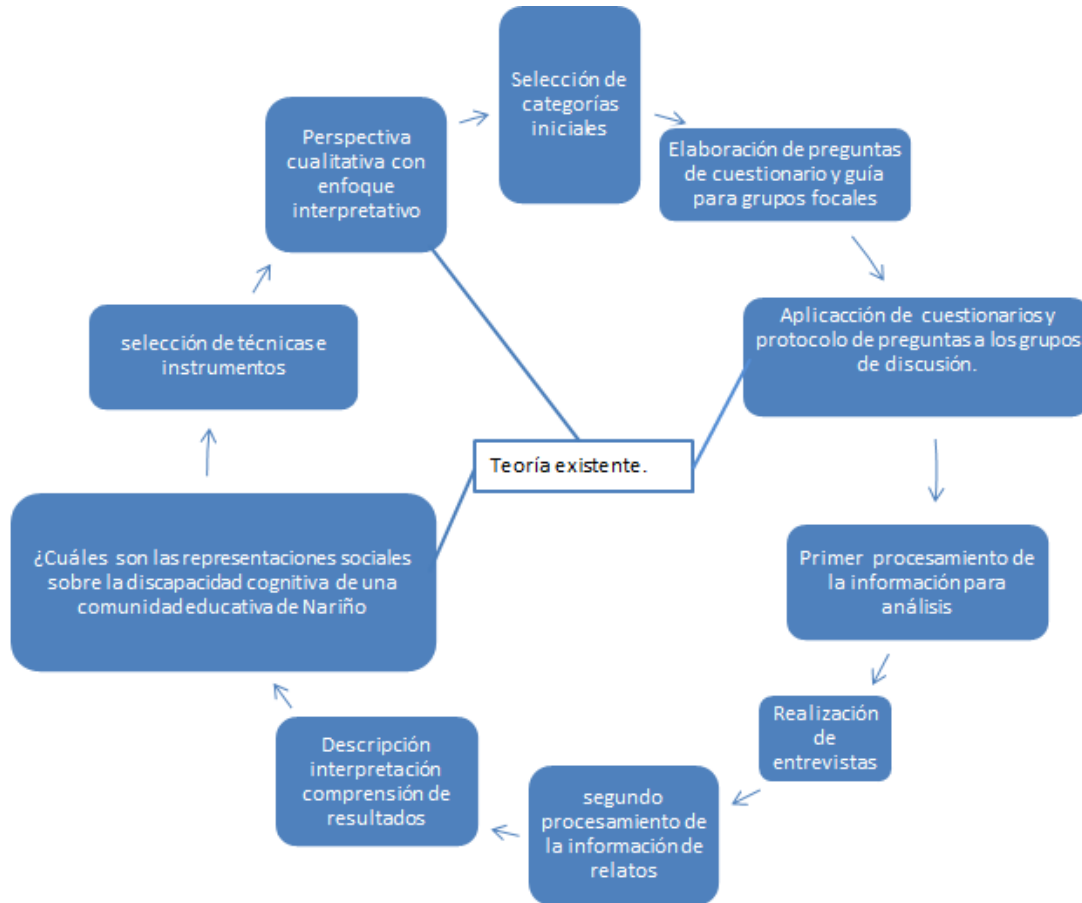 Selección de
categorías
iniciales
Perspectiva
cualitativa con
enfoque
interpretativo
Elaboración de preguntas
de cuestionario y guía
para grupos focales
selección de técnicas e
instrumentos
Aplicacción de cuestionarios y
protocolo de preguntas a los grupos
de discusión.
Teoría existente.
¿Cuáles son las representaciones sociales
sobre la discapacidad cognitiva de una
comunidad educativa de Nariño
Primer procesamiento de
la información para
análisis
Realización
de
entrevistas
Descripción
interpretación
comprensión de
resultados
segundo
procesamiento de
la información de
relatos